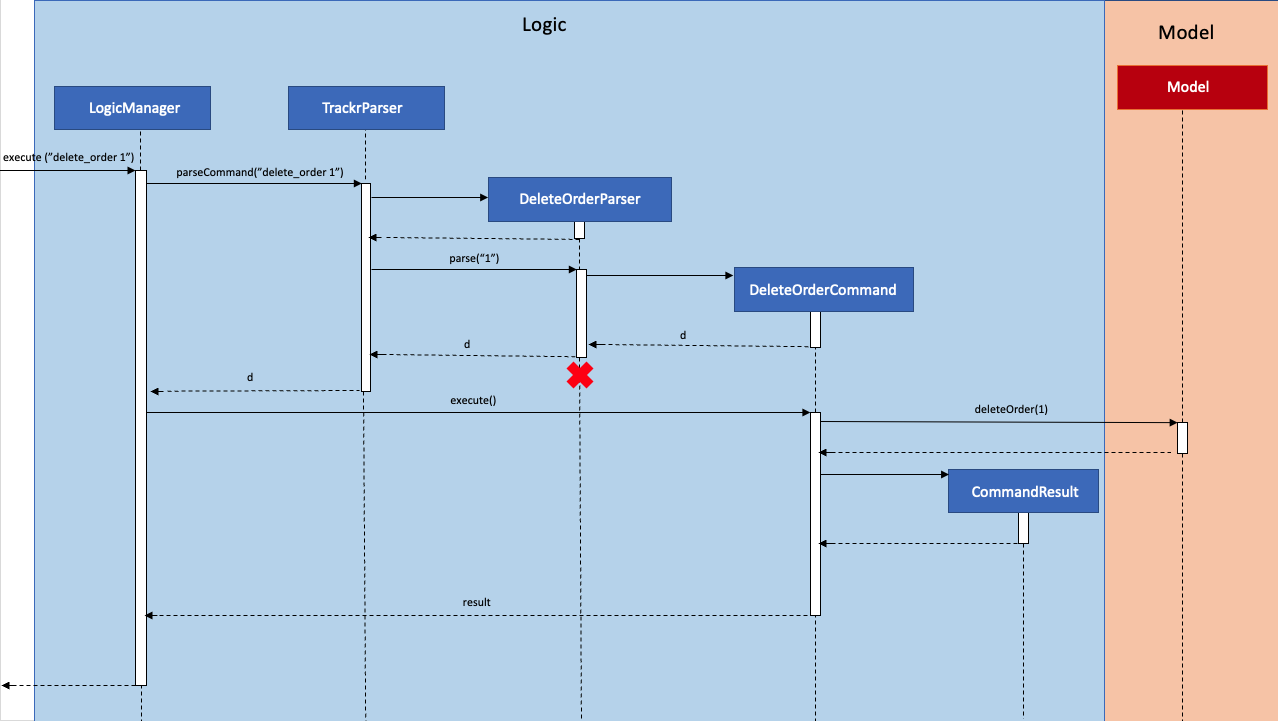 Logic
Model
Model
LogicManager
TrackrParser
execute (”delete_order 1”)
parseCommand(”delete_order 1”)
DeleteOrderParser
parse(“1”)
DeleteOrderCommand
d
d
d
execute()
deleteOrder(1)
CommandResult
result